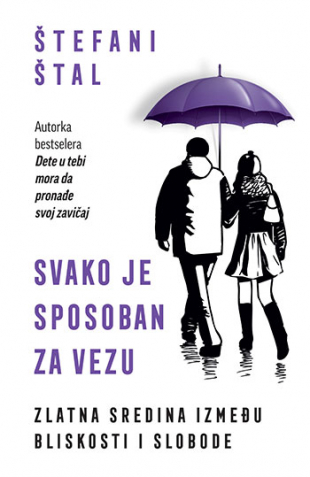 ŠTEFANI
ŠTAL
Autorka
bestselera
Dete u tebi
mora da
pronađe
svoj zavičaj
SVAKO JE
SPOSOBAN
ZA VEZU
ZLATNA SREDINA IZMEĐU
BLISKOSTI I SLOBODE